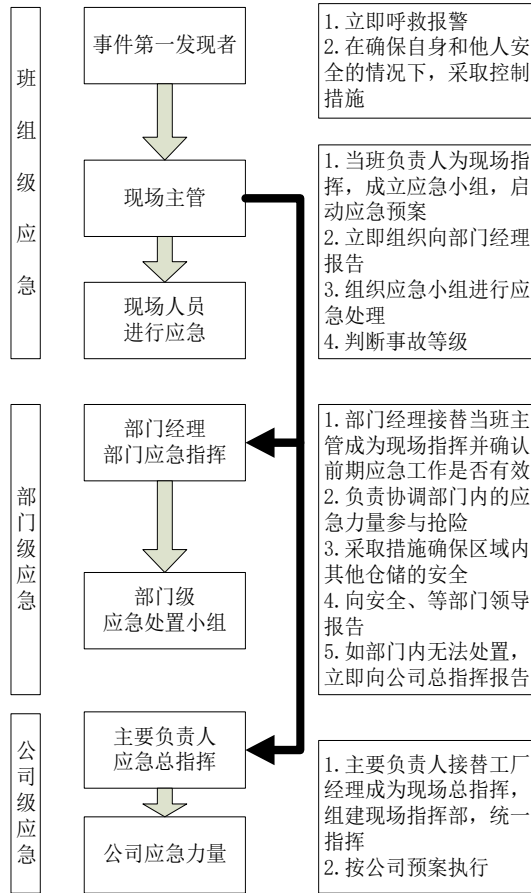 班组级应急
事件第一发现者
1.立即呼救报警
2.在确保自身和他人安
全的情况下，采取控制
措施
现场主管
1.当班负责人为现场指
挥，成立应急小组，启
动应急预案
2.立即组织向部门经理
报告
3.组织应急小组进行应
急处理
4.判断事故等级
现场人员
进行应急
部门级应急
部门经理
部门应急指挥
1.部门经理接替当班主
管成为现场指挥并确认
前期应急工作是否有效
2.负责协调部门内的应
急力量参与抢险
3.采取措施确保区域内
其他仓储的安全
4.向安全、等部门领导
报告
5.如部门内无法处置，
立即向公司总指挥报告
部门级
应急处置小组
公司级应急
主要负责人
应急总指挥
1.主要负责人接替工厂
经理成为现场总指挥，
组建现场指挥部，统一
指挥
2.按公司预案执行
公司应急力量